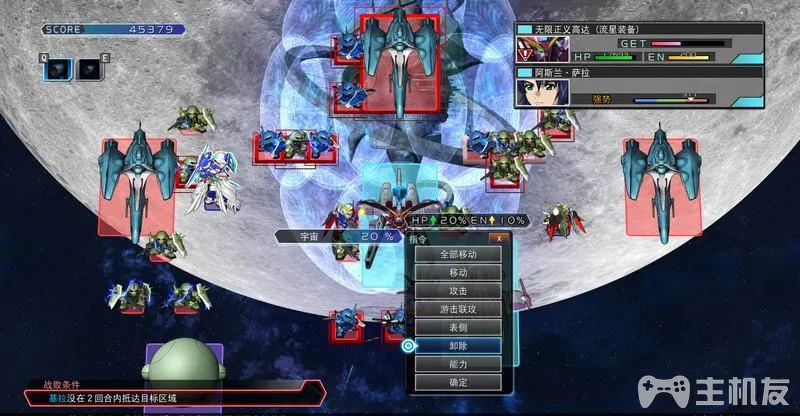 SCORE 45379
Q E
无限正义高达（流星装备）
GET
HP EN
阿斯兰·萨拉
强势
HP 20% EN 10%
宇宙 20%
指令 x
全部移动
移动
攻击
游击联攻
表侧
卸除
能力
确定
战败条件
基拉没在2回合内抵达目标区域
主机友